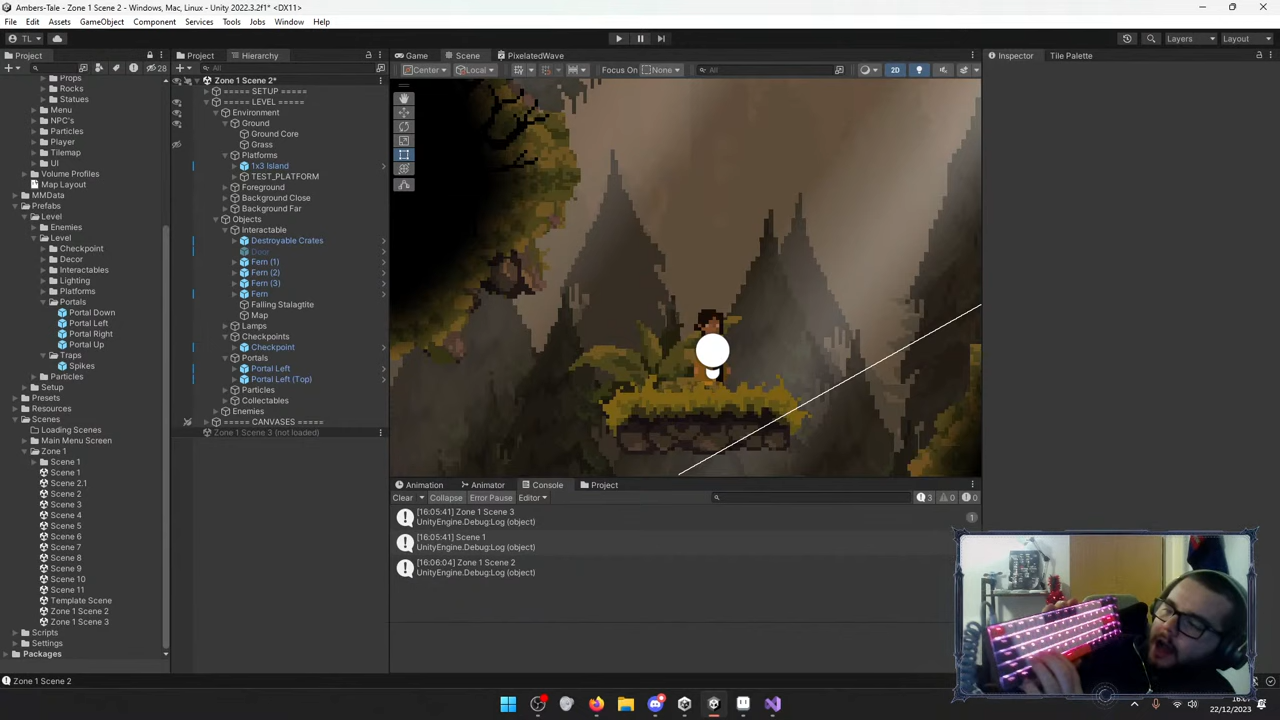 Ambers-Tale - Zone 1 Scene 2 - Windows, Mac, Linux - Unity 2022.3.2f1* <DX11>
File Edit Assets GameObject Component Services Tools Jobs Window Help
TL
Layers Layout
Project
28
Props
Rocks
Statues
Menu
NPC's
Particles
Player
Tilemap
UI
Volume Profiles
Map Layout
MMData
Prefabs
Level
Enemies
Level
Checkpoint
Decor
Interactables
Lighting
Platforms
Portals
Portal Down
Portal Left
Portal Right
Portal Up
Traps
Spikes
Particles
Setup
Presets
Resources
Scenes
Loading Scenes
Main Menu Screen
Zone 1
Scene 1
Scene 1
Scene 2.1
Scene 2
Scene 3
Scene 4
Scene 5
Scene 6
Scene 7
Scene 8
Scene 9
Scene 10
Scene 11
Template Scene
Zone 1 Scene 2
Zone 1 Scene 3
Scripts
Settings
Packages
Project Hierarchy
All
Zone 1 Scene 2*
===== SETUP =====
===== LEVEL =====
Environment
Ground
Ground Core
Grass
Platforms
1x3 Island
TEST_PLATFORM
Foreground
Background Close
Background Far
Objects
Interactable
Destroyable Crates
Door
Fern (1)
Fern (2)
Fern (3)
Fern
Falling Stalagtite
Map
Lamps
Checkpoints
Checkpoint
Portals
Portal Left
Portal Left (Top)
Particles
Collectables
Enemies
===== CANVASES =====
Zone 1 Scene 3 (not loaded)
Game Scene PixelatedWave
Center Local Focus On None All 2D
Animation Animator Console Project
Clear Collapse Error Pause Editor 3 0 0
[16:05:41] Zone 1 Scene 3
UnityEngine.Debug:Log (object)
1
[16:05:41] Scene 1
UnityEngine.Debug:Log (object)
[16:06:04] Zone 1 Scene 2
UnityEngine.Debug:Log (object)
Inspector Tile Palette
Zone 1 Scene 2
22/12/2023